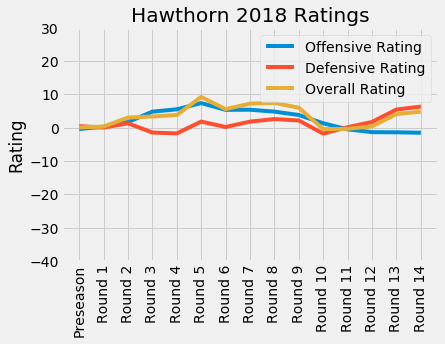 Hawthorn 2018 Ratings
Offensive Rating
Defensive Rating
Overall Rating
Rating
30
20
10
0
−10
−20
−30
−40
Preseason
Round 1
Round 2
Round 3
Round 4
Round 5
Round 6
Round 7
Round 8
Round 9
Round 10
Round 11
Round 12
Round 13
Round 14